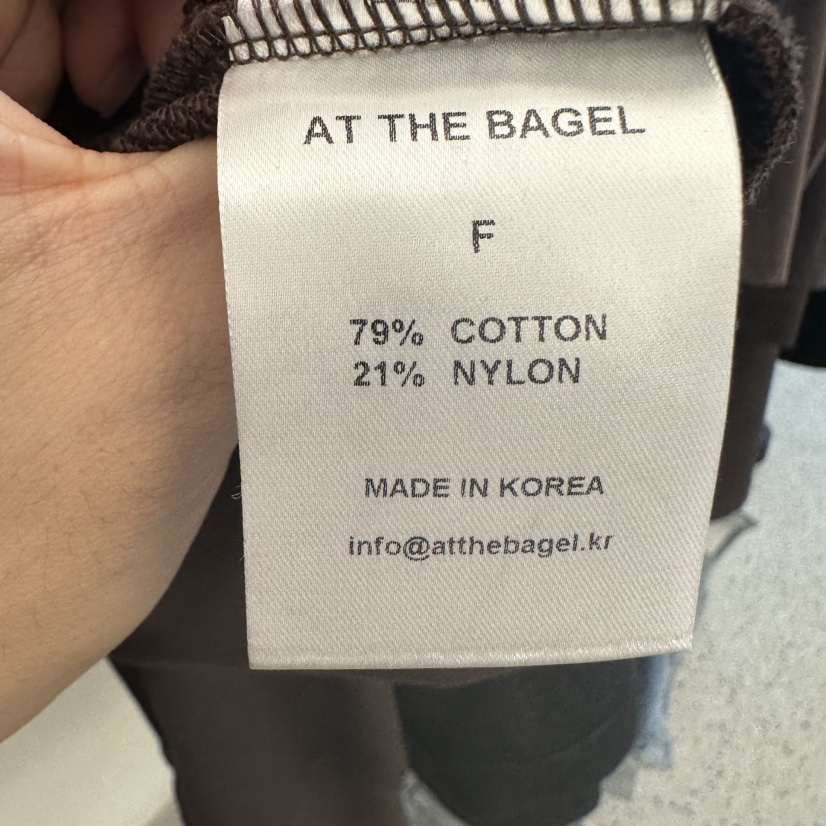 AT THE BAGEL
F
79% COTTON
21% NYLON
MADE IN KOREA
info@atthebagel.kr